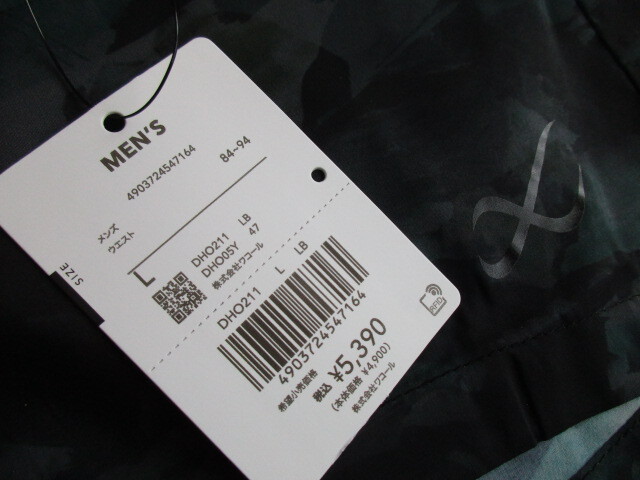 MEN'S
4903724547164
メンズ
ウエスト 84~94
SIZE
L
DHO211 LB
DHO05Y 47
株式会社ワコール
DHO211 L LB
4903724547164
希望小売価格
税込 ¥5,390
(本体価格 ¥4,900)
株式会社ワコール
RFID